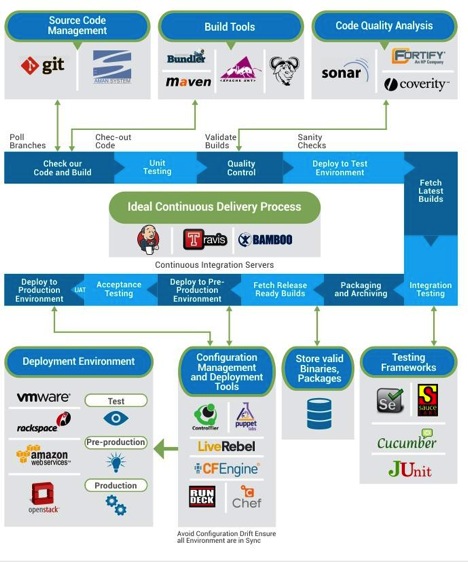 Source Code
Management
git
Build Tools
Bundler
maven
APACHE ANT
Code Quality Analysis
sonar
FORTIFY
An HP Company
coverity
Poll
Branches
Chec-out
Code
Validate
Builds
Sanity
Checks
Check our
Code and Build
Unit
Testing
Quality
Control
Deploy to Test
Environment
Fetch
Latest
Builds
Ideal Continuous Delivery Process
Travis
BAMBOO
Continuous Integration Servers
Deploy to
Production
Environment
UAT
Acceptance
Testing
Deploy to Pre-
Production
Environment
Fetch Release
Ready Builds
Packaging
and Archiving
Integration
Testing
Deployment Environment
vmware
rackspace
amazon
web services
openstack
Test
Pre-production
Production
Configuration
Management
and Deployment
Tools
ControlTier
puppet
labs
LiveRebel
CFEngine
RUN
DECK
Chef
Avoid Configuration Drift Ensure
all Environment are in Sync
Store valid
Binaries,
Packages
Testing
Frameworks
Se
SAUCE
LABS
Cucumber
JUnit